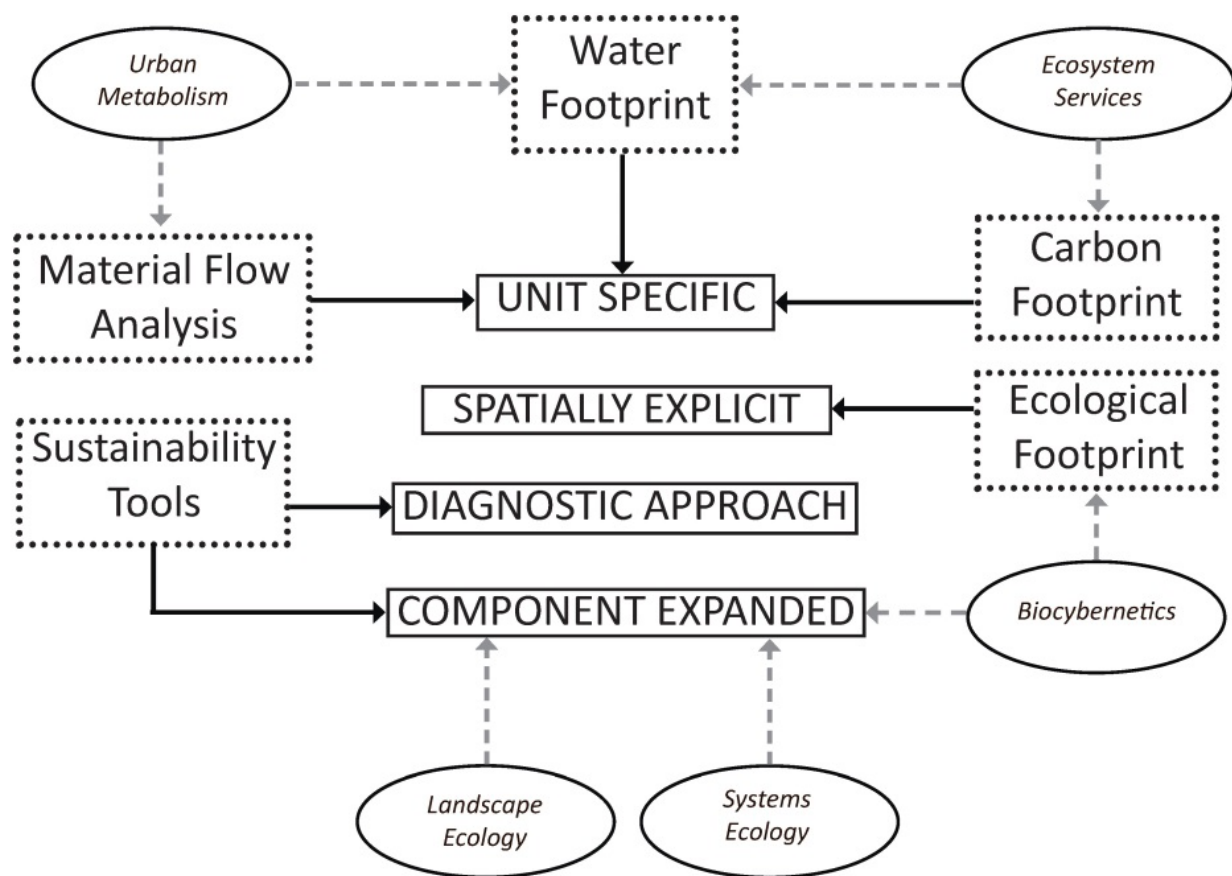 Urban
Metabolism
Water
Footprint
Ecosystem
Services
Material Flow
Analysis
UNIT SPECIFIC
Carbon
Footprint
SPATIALLY EXPLICIT
Ecological
Footprint
Sustainability
Tools
DIAGNOSTIC APPROACH
COMPONENT EXPANDED
Biocybernetics
Landscape
Ecology
Systems
Ecology